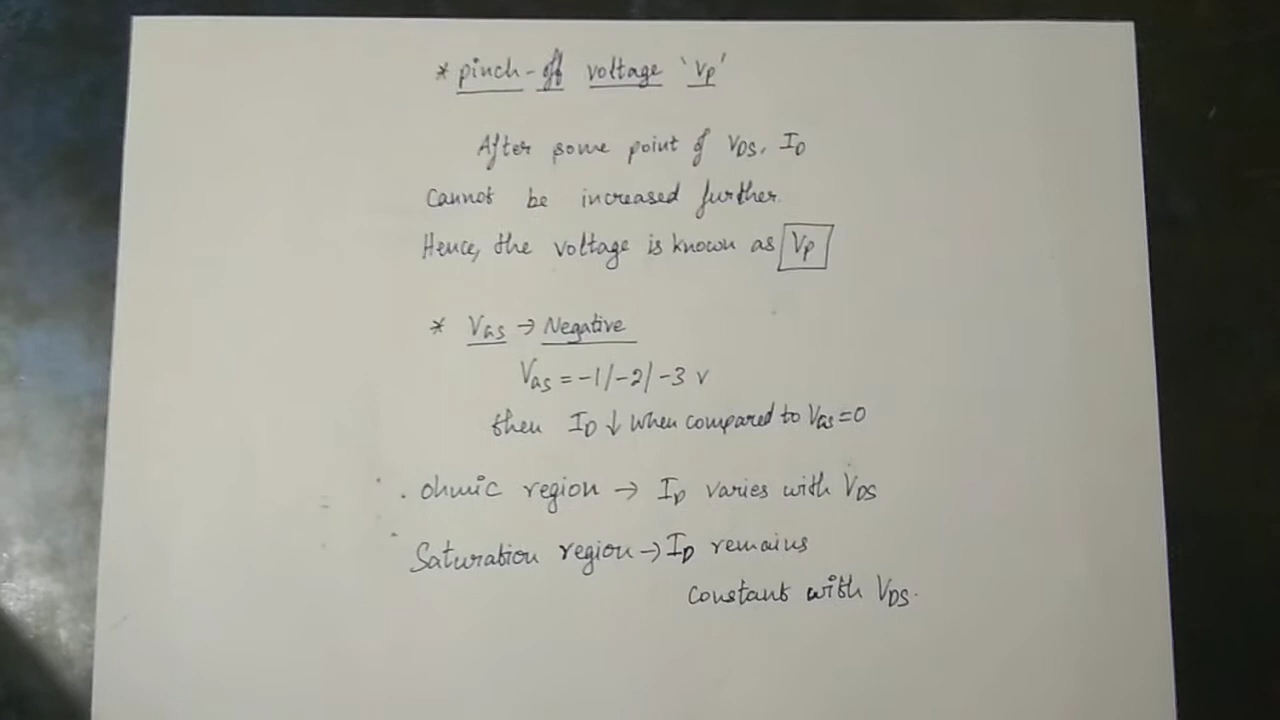 * pinch-off voltage 'Vp'
After some point of VDS, ID
cannot be increased further.
Hence, the voltage is known as Vp
* VGS → Negative
VGS = -1/-2/-3 v
then ID ↓ when compared to VGS=0
. ohmic region → ID varies with VDS
Saturation region → ID remains
constant with VDS.